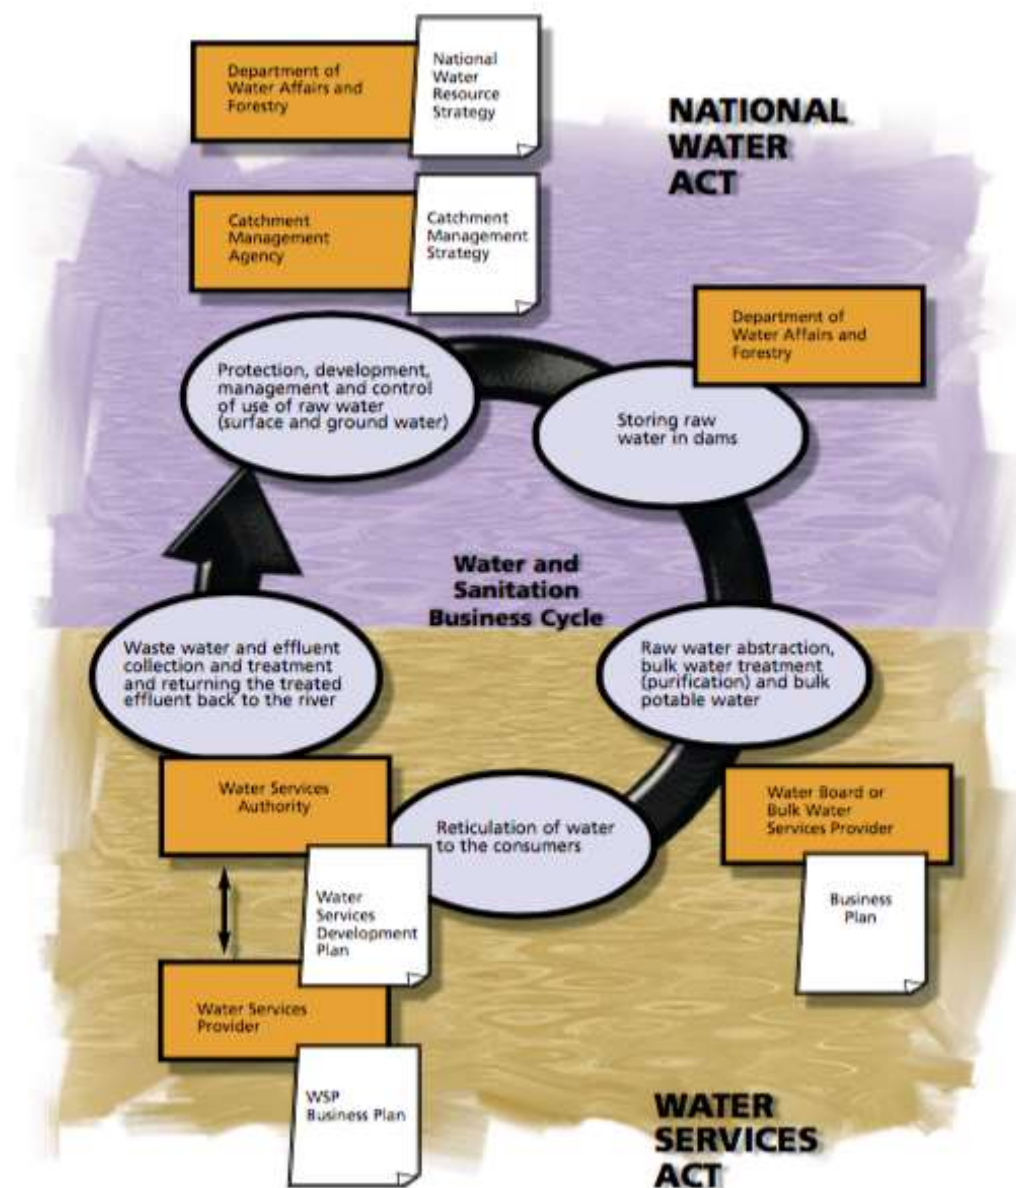 Department of
Water Affairs and
Forestry
National
Water
Resource
Strategy
NATIONAL
WATER
ACT
Catchment
Management
Agency
Catchment
Management
Strategy
Department of
Water Affairs and
Forestry
Protection, development,
management and control
of use of raw water
(surface and ground water)
Storing raw
water in dams
Water and
Sanitation
Business Cycle
Waste water and effluent
collection and treatment
and returning the treated
effluent back to the river
Raw water abstraction,
bulk water treatment
(purification) and bulk
potable water
Water Services
Authority
Reticulation of water
to the consumers
Water Board or
Bulk Water
Services Provider
Water
Services
Development
Plan
Business
Plan
Water Services
Provider
WSP
Business Plan
WATER
SERVICES
ACT